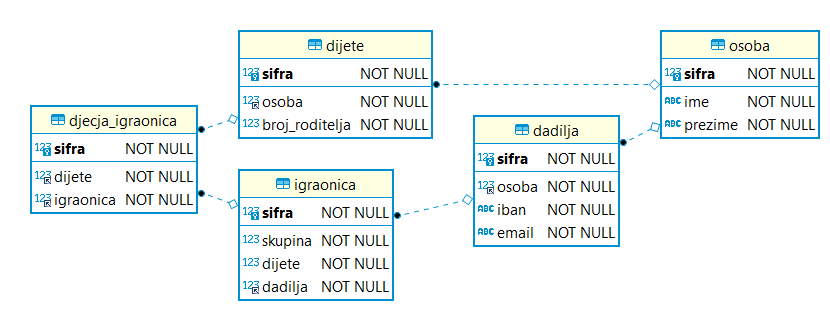 dijete
123 sifra NOT NULL
123 osoba NOT NULL
123 broj_roditelja NOT NULL
osoba
123 sifra NOT NULL
ABC ime NOT NULL
ABC prezime NOT NULL
djecja_igraonica
123 sifra NOT NULL
123 dijete NOT NULL
123 igraonica NOT NULL
dadilja
123 sifra NOT NULL
123 osoba NOT NULL
ABC iban NOT NULL
ABC email NOT NULL
igraonica
123 sifra NOT NULL
123 skupina NOT NULL
123 dijete NOT NULL
123 dadilja NOT NULL